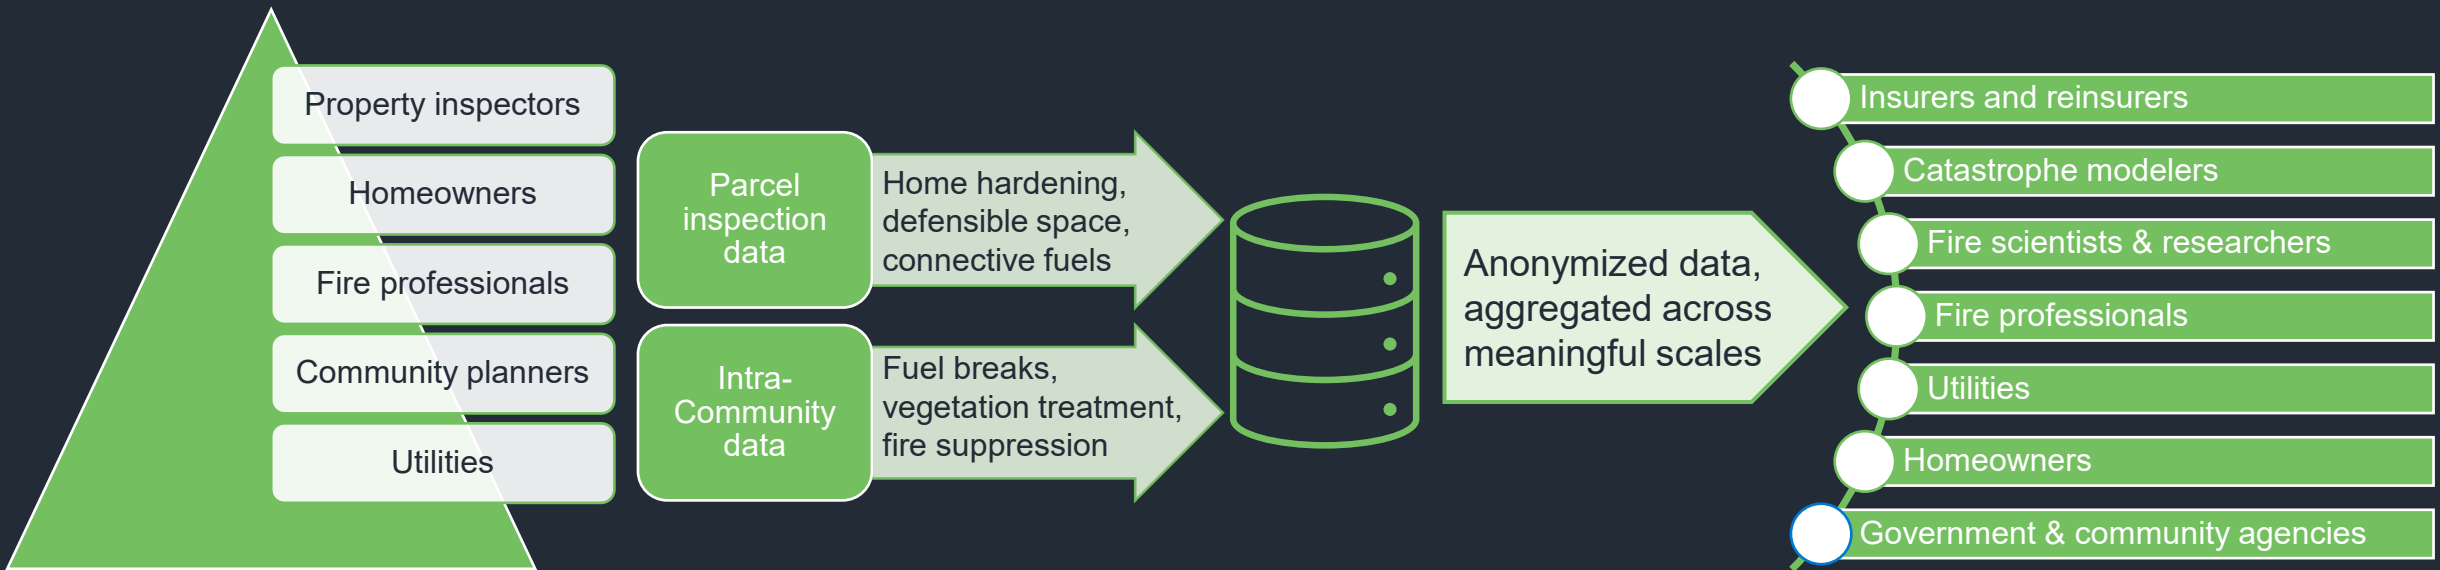 Property inspectors
Homeowners
Fire professionals
Community planners
Utilities
Parcel
inspection
data
Home hardening,
defensible space,
connective fuels
Intra-
Community
data
Fuel breaks,
vegetation treatment,
fire suppression
Anonymized data,
aggregated across
meaningful scales
Insurers and reinsurers
Catastrophe modelers
Fire scientists & researchers
Fire professionals
Utilities
Homeowners
Government & community agencies